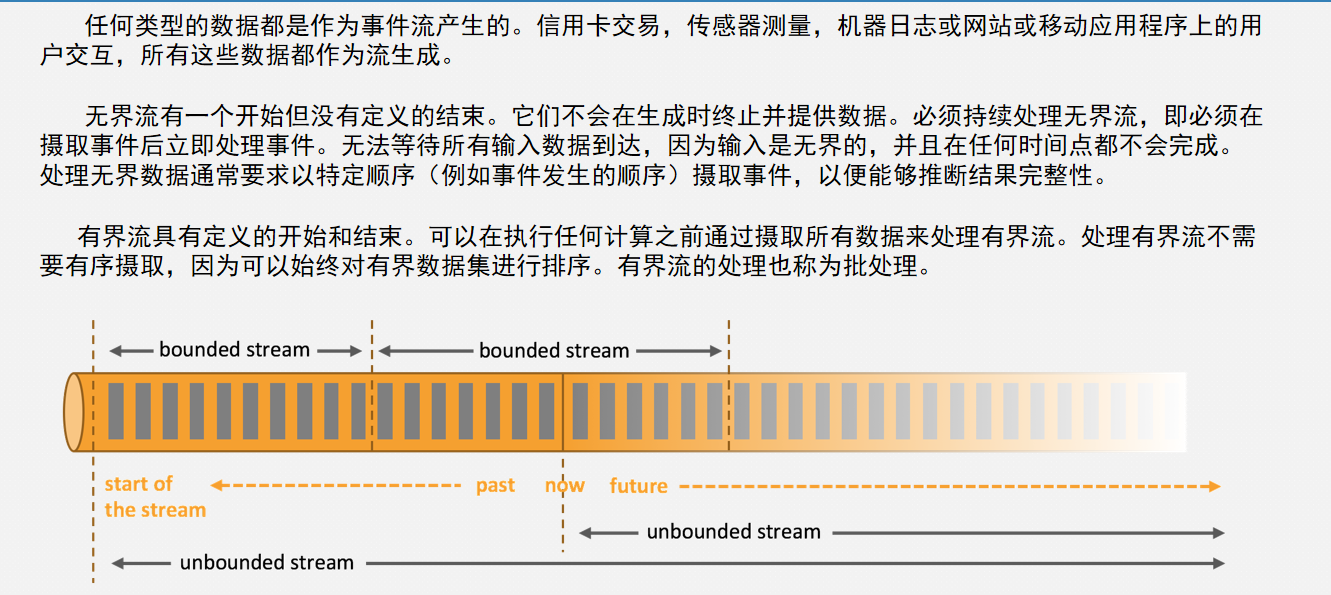 任何类型的数据都是作为事件流产生的。信用卡交易，传感器测量，机器日志或网站或移动应用程序上的用
户交互，所有这些数据都作为流生成。
无界流有一个开始但没有定义的结束。它们不会在生成时终止并提供数据。必须持续处理无界流，即必须在
摄取事件后立即处理事件。无法等待所有输入数据到达，因为输入是无界的，并且在任何时间点都不会完成。
处理无界数据通常要求以特定顺序（例如事件发生的顺序）摄取事件，以便能够推断结果完整性。
有界流具有定义的开始和结束。可以在执行任何计算之前通过摄取所有数据来处理有界流。处理有界流不需
要有序摄取，因为可以始终对有界数据集进行排序。有界流的处理也称为批处理。
bounded stream bounded stream
start of past now future
the stream
unbounded stream
unbounded stream